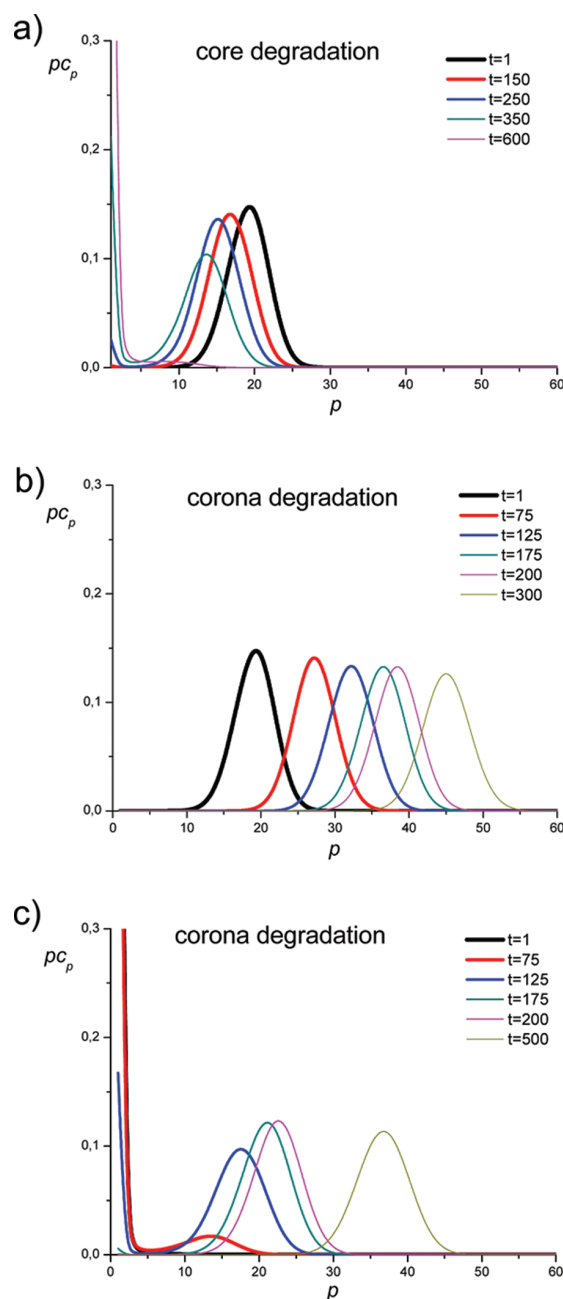 a)
0,3
pcp
core degradation
t=1
t=150
t=250
t=350
t=600
0,2
0,1
0,0
10 20 30 40 50 60
p
b)
0,3
pcp
corona degradation
t=1
t=75
t=125
t=175
t=200
t=300
0,2
0,1
0,0
0 10 20 30 40 50 60
p
c)
0,3
pcp
corona degradation
t=1
t=75
t=125
t=175
t=200
t=500
0,2
0,1
0,0
0 10 20 30 40 50 60
p